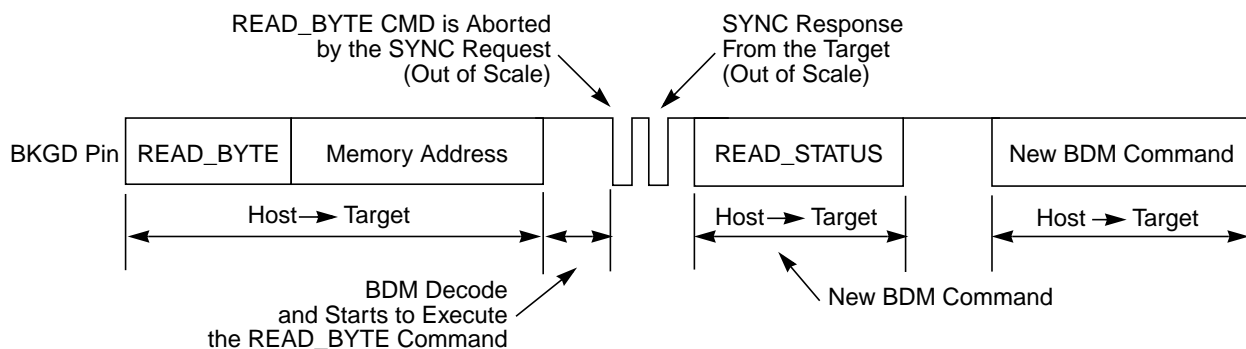 READ_BYTE CMD is Aborted
by the SYNC Request
(Out of Scale)
SYNC Response
From the Target
(Out of Scale)
BKGD Pin
READ_BYTE
Memory Address
READ_STATUS
New BDM Command
Host → Target
Host → Target
Host → Target
BDM Decode
and Starts to Execute
the READ_BYTE Command
New BDM Command